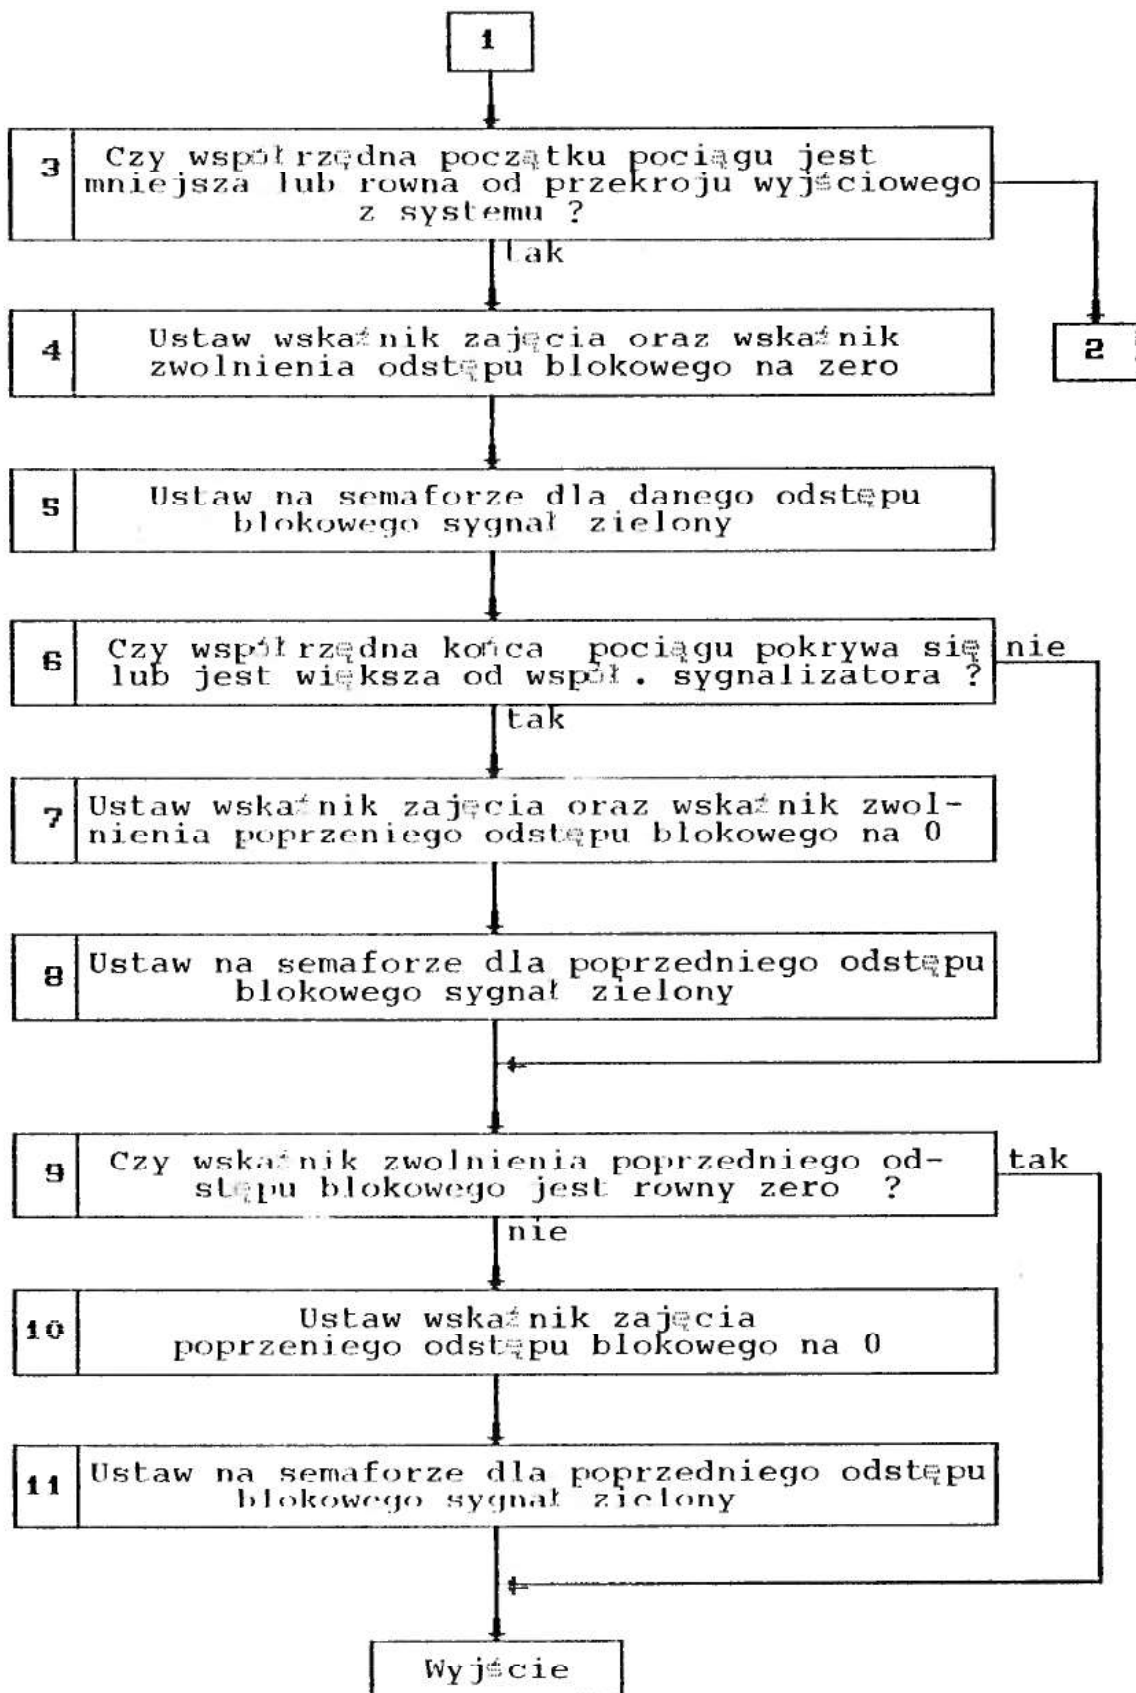 1
3
Czy współrzędna początku pociągu jest
mniejsza lub rowna od przekroju wyjściowego
z systemu ?
tak
4
Ustaw wskaźnik zajęcia oraz wskaźnik
zwolnienia odstępu blokowego na zero
2
5
Ustaw na semaforze dla danego odstępu
blokowego sygnał zielony
6
Czy współrzędna końca pociągu pokrywa się
lub jest większa od współ. sygnalizatora ?
nie
tak
7
Ustaw wskaźnik zajęcia oraz wskaźnik zwol-
nienia poprzeniego odstępu blokowego na 0
8
Ustaw na semaforze dla poprzedniego odstępu
blokowego sygnał zielony
9
Czy wskaźnik zwolnienia poprzedniego od-
stępu blokowego jest rowny zero ?
tak
nie
10
Ustaw wskaźnik zajęcia
poprzeniego odstępu blokowego na 0
11
Ustaw na semaforze dla poprzedniego odstępu
blokowego sygnał zielony
Wyjście